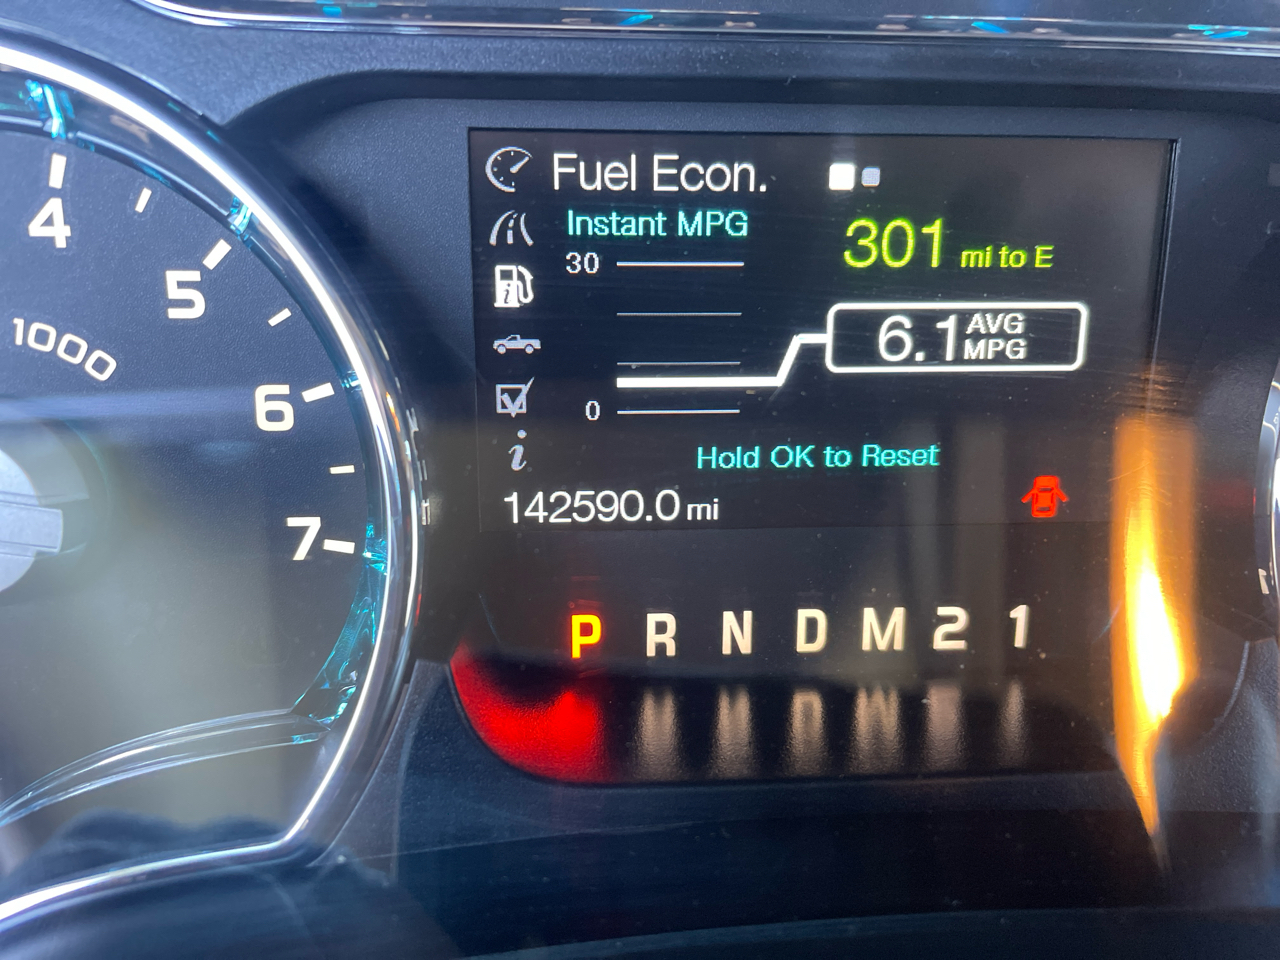 4
5
1000
6
7
Fuel Econ.
Instant MPG
30
301 mi to E
6.1 AVG MPG
0
Hold OK to Reset
i
142590.0 mi
P R N D M 2 1